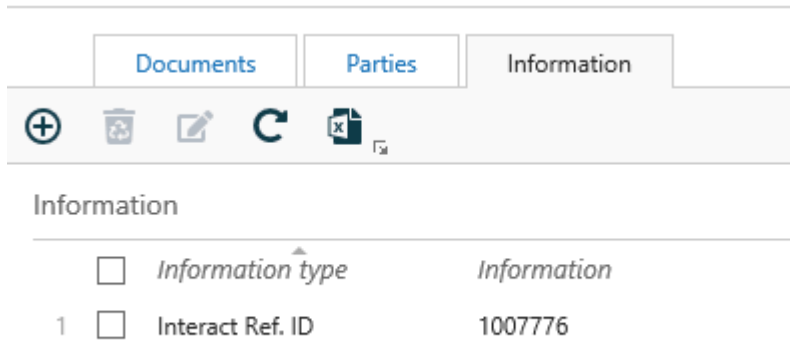 Documents Parties Information
Information
Information type Information
1 Interact Ref. ID 1007776